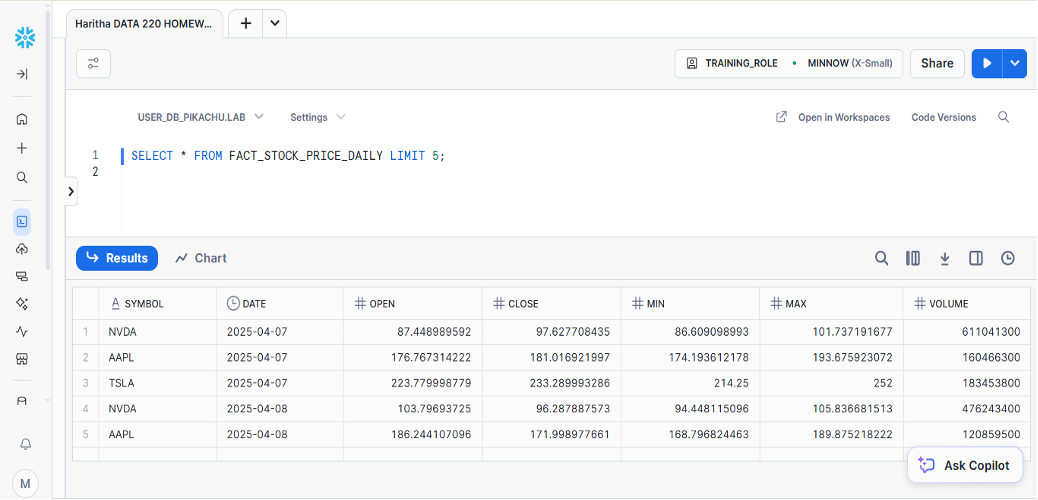 Haritha DATA 220 HOMEW...
TRAINING_ROLE • MINNOW (X-Small)
Share
USER_DB_PIKACHU.LAB
Settings
Open in Workspaces
Code Versions
1 SELECT * FROM FACT_STOCK_PRICE_DAILY LIMIT 5;
2
Results
Chart
A SYMBOL DATE # OPEN # CLOSE # MIN # MAX # VOLUME
1 NVDA 2025-04-07 87.448989592 97.627708435 86.609098993 101.737191677 611041300
2 AAPL 2025-04-07 176.767314222 181.016921997 174.193612178 193.675923072 160466300
3 TSLA 2025-04-07 223.779998779 233.289993286 214.25 252 183453800
4 NVDA 2025-04-08 103.79693725 96.287887573 94.448115096 105.836681513 476243400
5 AAPL 2025-04-08 186.244107096 171.998977661 168.796824463 189.875218222 120859500
Ask Copilot
M